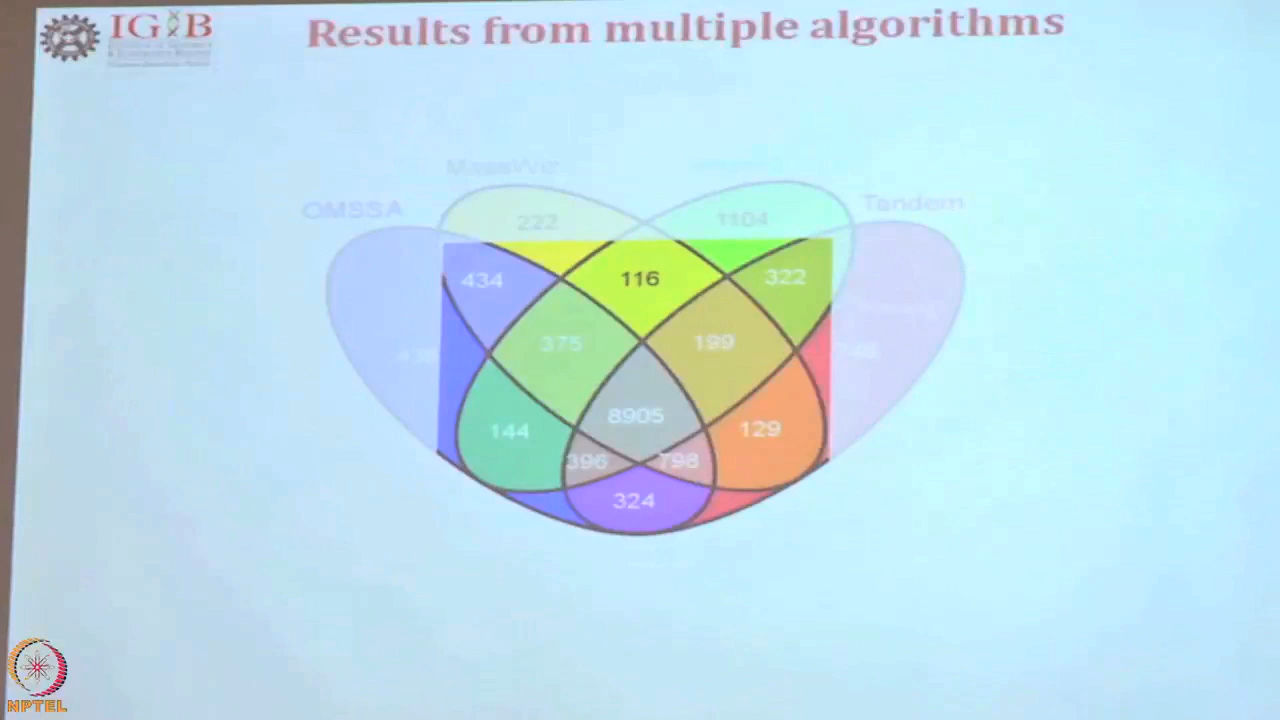 IGIB
Results from multiple algorithms
OMSSA
MassWiz
Tandem
222
1104
434
116
322
375
199
144
8905
129
396
798
324
NPTEL